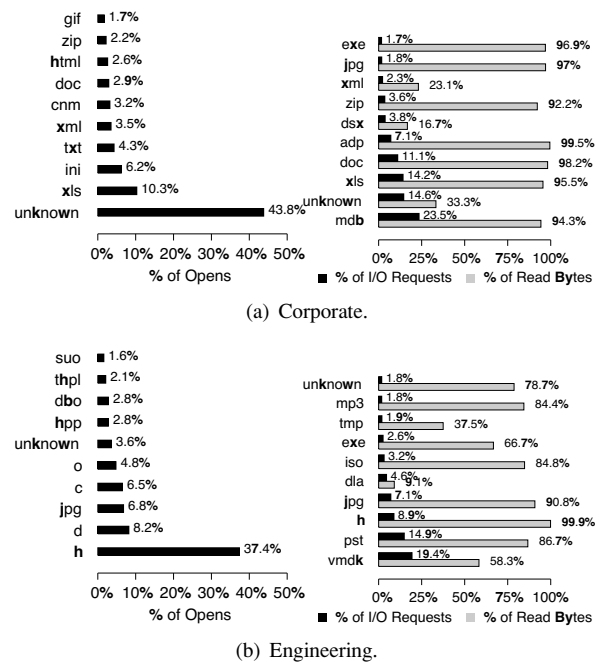 gif 1.7%
zip 2.2%
html 2.6%
doc 2.9%
cnm 3.2%
xml 3.5%
txt 4.3%
ini 6.2%
xls 10.3%
unknown 43.8%
0% 10% 20% 30% 40% 50%
% of Opens
exe 1.7% 96.9%
jpg 1.8% 97%
xml 2.3% 23.1%
zip 3.6% 92.2%
dsx 3.8% 16.7%
adp 7.1% 99.5%
doc 11.1% 98.2%
xls 14.2% 95.5%
unknown 14.6% 33.3%
mdb 23.5% 94.3%
0% 25% 50% 75% 100%
% of I/O Requests % of Read Bytes
(a) Corporate.
suo 1.6%
thpl 2.1%
dbo 2.8%
hpp 2.8%
unknown 3.6%
o 4.8%
c 6.5%
jpg 6.8%
d 8.2%
h 37.4%
0% 10% 20% 30% 40% 50%
% of Opens
unknown 1.8% 78.7%
mp3 1.8% 84.4%
tmp 1.9% 37.5%
exe 2.6% 66.7%
iso 3.2% 84.8%
dla 4.6% 9.1%
jpg 7.1% 90.8%
h 8.9% 99.9%
pst 14.9% 86.7%
vmdk 19.4% 58.3%
0% 25% 50% 75% 100%
% of I/O Requests % of Read Bytes
(b) Engineering.